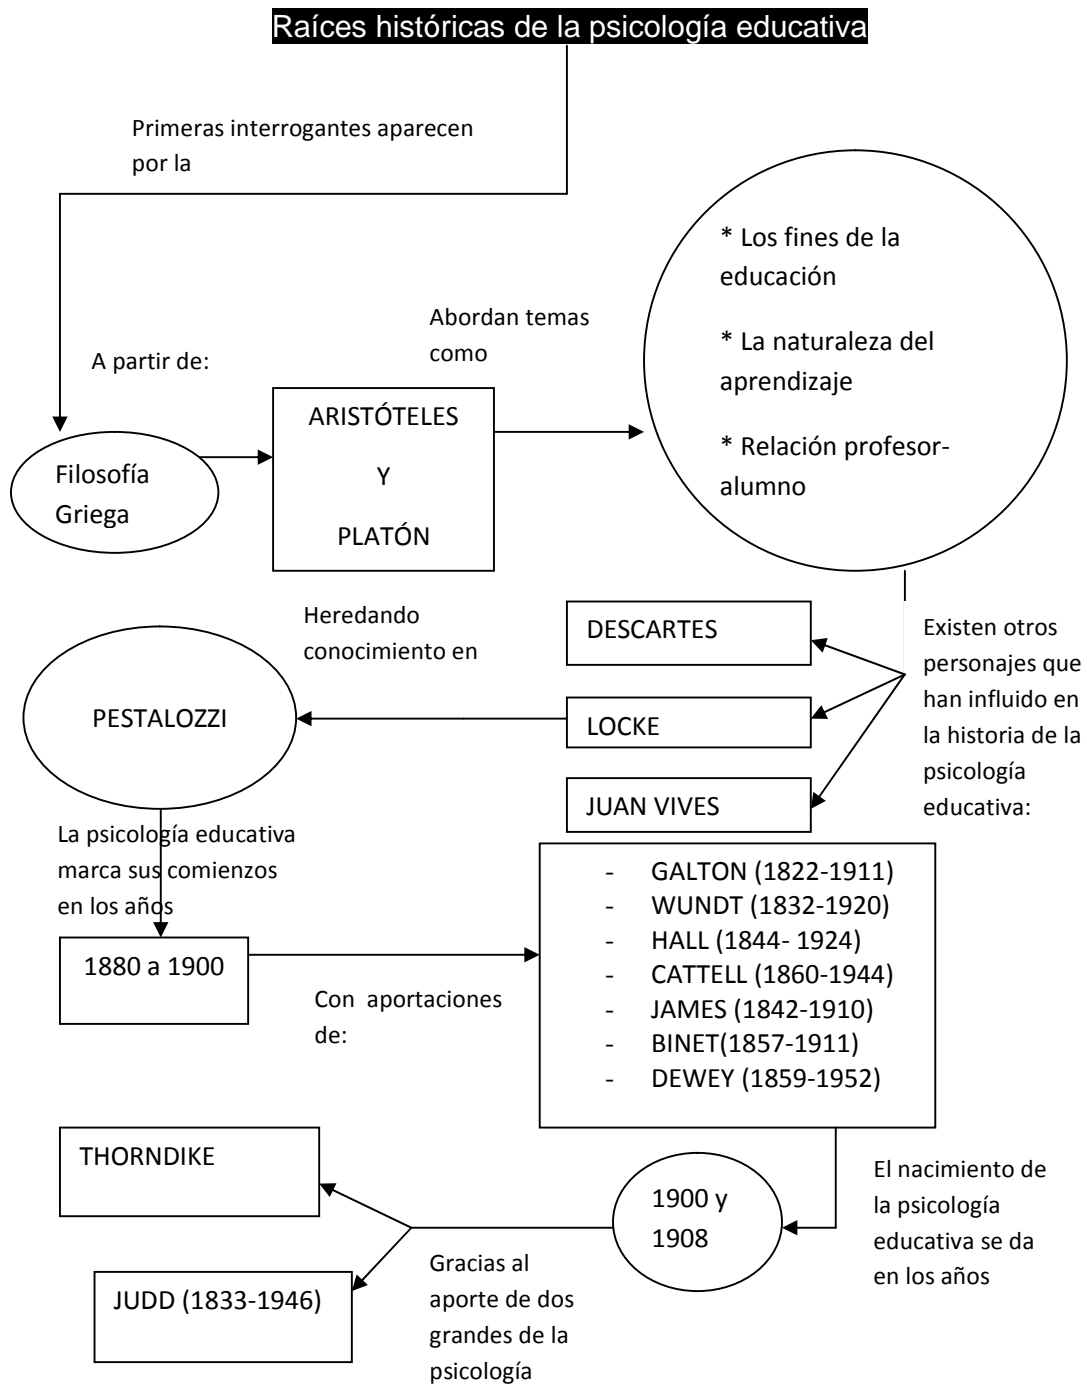 Raíces históricas de la psicología educativa
Primeras interrogantes aparecen
por la
A partir de:
Filosofía
Griega
ARISTÓTELES
Y
PLATÓN
Abordan temas
como
* Los fines de la
educación
* La naturaleza del
aprendizaje
* Relación profesor-
alumno
Existen otros
personajes que
han influido en
la historia de la
psicología
educativa:
DESCARTES
LOCKE
JUAN VIVES
Heredando
conocimiento en
PESTALOZZI
La psicología educativa
marca sus comienzos
en los años
1880 a 1900
Con aportaciones
de:
- GALTON (1822-1911)
- WUNDT (1832-1920)
- HALL (1844- 1924)
- CATTELL (1860-1944)
- JAMES (1842-1910)
- BINET(1857-1911)
- DEWEY (1859-1952)
El nacimiento de
la psicología
educativa se da
en los años
1900 y
1908
Gracias al
aporte de dos
grandes de la
psicología
THORNDIKE
JUDD (1833-1946)